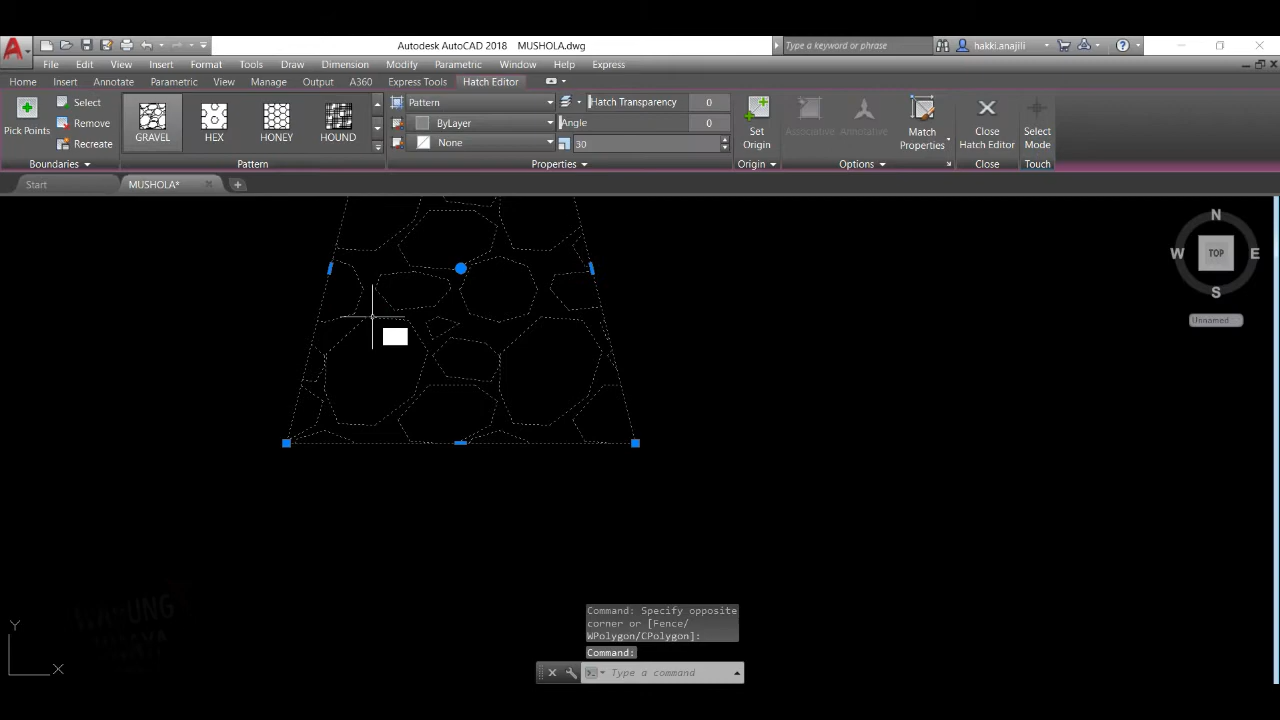 Autodesk AutoCAD 2018 MUSHOLA.dwg
Type a keyword or phrase
hakki.anajili
File Edit View Insert Format Tools Draw Dimension Modify Parametric Window Help Express
Home Insert Annotate Parametric View Manage Output A360 Express Tools Hatch Editor
Pick Points
Select
Remove
Recreate
Boundaries
GRAVEL HEX HONEY HOUND
Pattern
Pattern
ByLayer
None
Hatch Transparency 0
Angle 0
30
Properties
Set
Origin
Origin
Associative
Annotative
Match
Properties
Options
Close
Hatch Editor
Close
Select
Mode
Touch
Start MUSHOLA*
N
W TOP E
S
Unnamed
Command: Specify opposite
corner or [Fence/
WPolygon/CPolygon]:
Command:
Type a command
Y
X